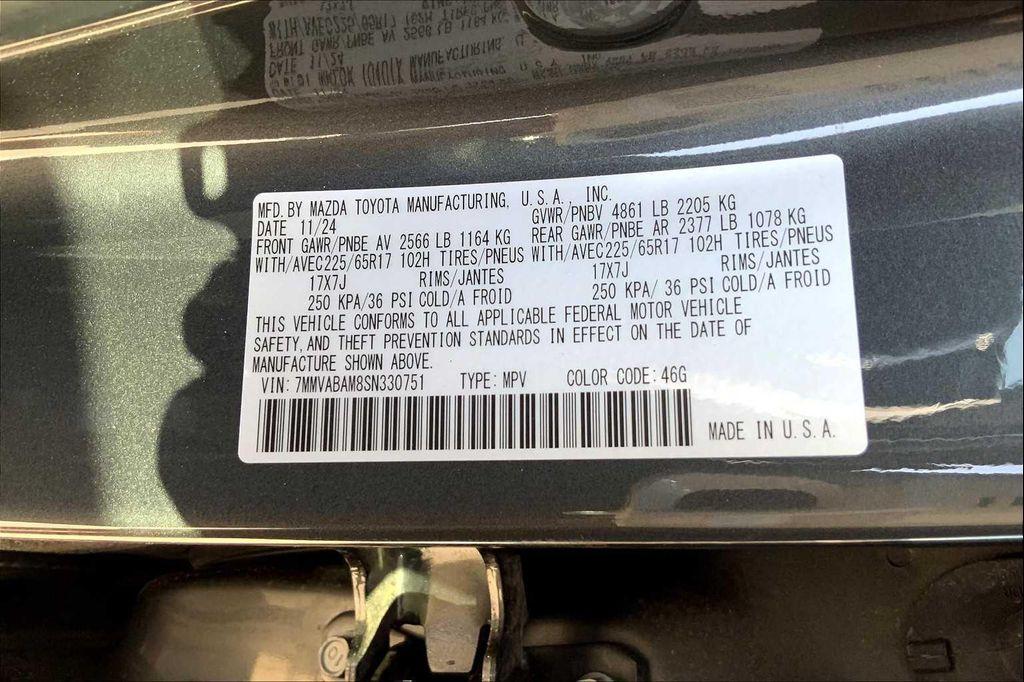 MFD. BY MAZDA TOYOTA MANUFACTURING, U.S.A., INC.
DATE 11/24 GVWR/PNBV 4861 LB 2205 KG
FRONT GAWR/PNBE AV 2566 LB 1164 KG REAR GAWR/PNBE AR 2377 LB 1078 KG
WITH/AVEC225/65R17 102H TIRES/PNEUS WITH/AVEC225/65R17 102H TIRES/PNEUS
17X7J RIMS/JANTES 17X7J RIMS/JANTES
250 KPA/36 PSI COLD/A FROID 250 KPA/ 36 PSI COLD/A FROID
THIS VEHICLE CONFORMS TO ALL APPLICABLE FEDERAL MOTOR VEHICLE
SAFETY, AND THEFT PREVENTION STANDARDS IN EFFECT ON THE DATE OF
MANUFACTURE SHOWN ABOVE.
VIN: 7MMVABAM8SN330751 TYPE: MPV COLOR CODE: 46G
MADE IN U.S.A.